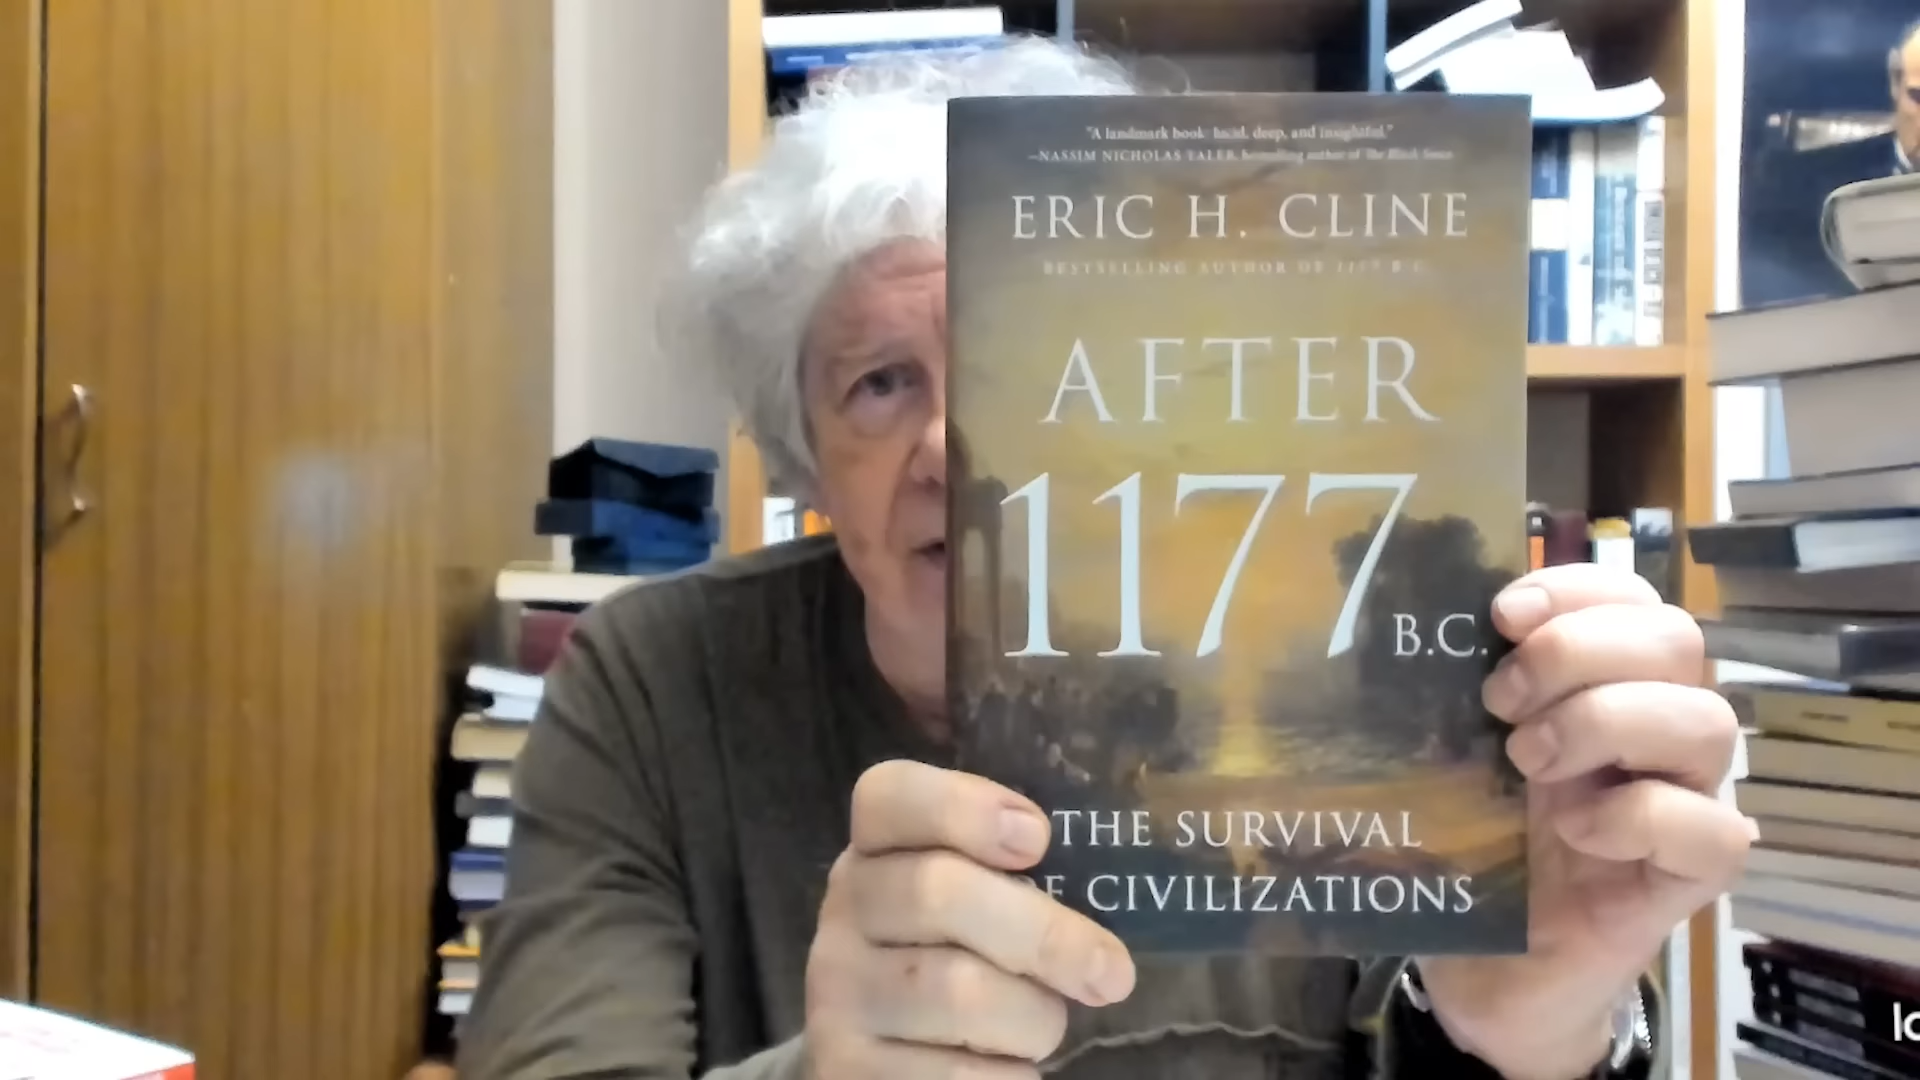 "A landmark book: lucid, deep, and insightful."
—NASSIM NICHOLAS TALEB, bestselling author of The Black Swan
ERIC H. CLINE
BESTSELLING AUTHOR OF 1177 B.C.
AFTER
1177 B.C.
THE SURVIVAL
OF CIVILIZATIONS